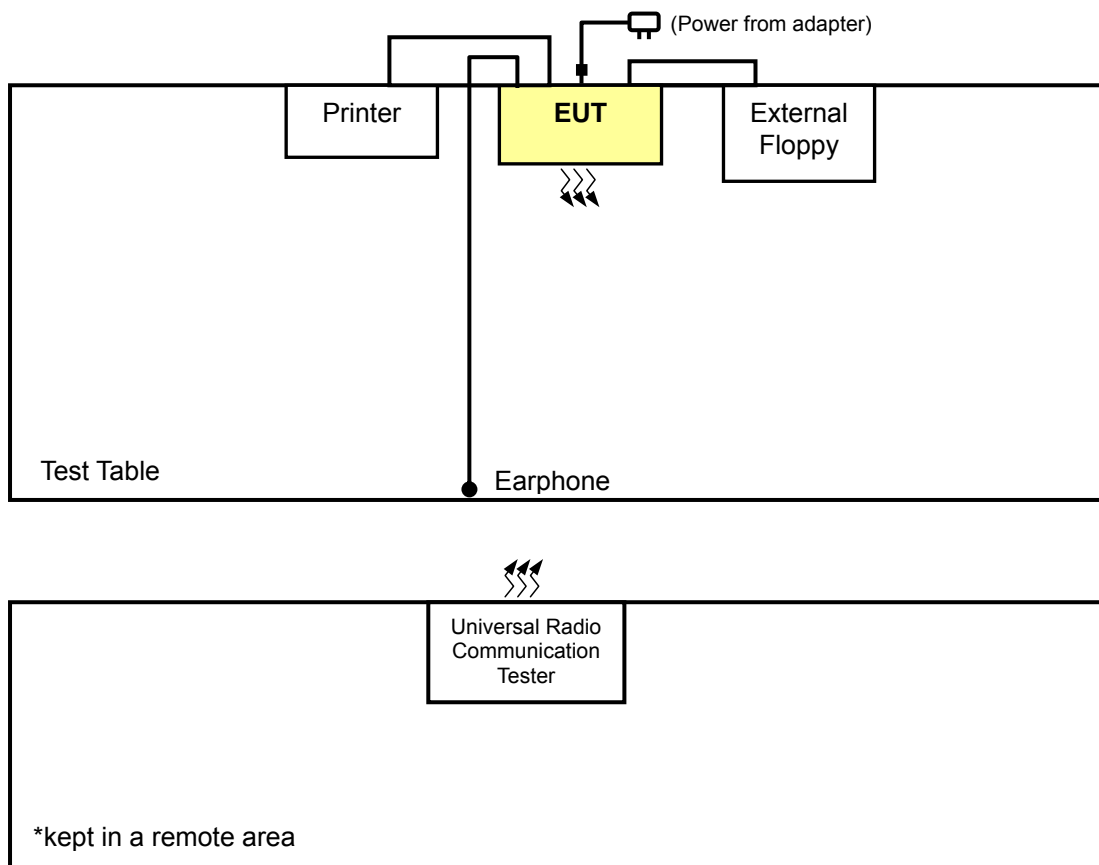 (Power from adapter)
Printer
EUT
External
Floppy
Test Table
Earphone
Universal Radio
Communication
Tester
*kept in a remote area